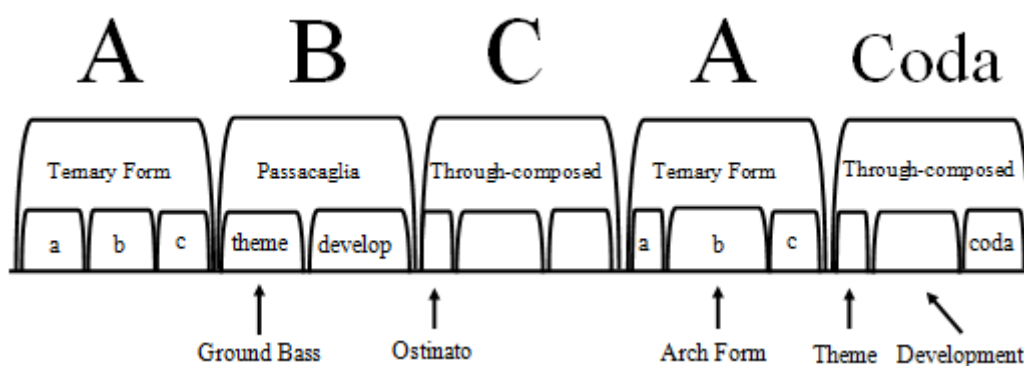 A B C A Coda
Ternary Form Passacaglia Through-composed Ternary Form Through-composed
a b c theme develop a b c coda
Ground Bass Ostinato Arch Form Theme Development